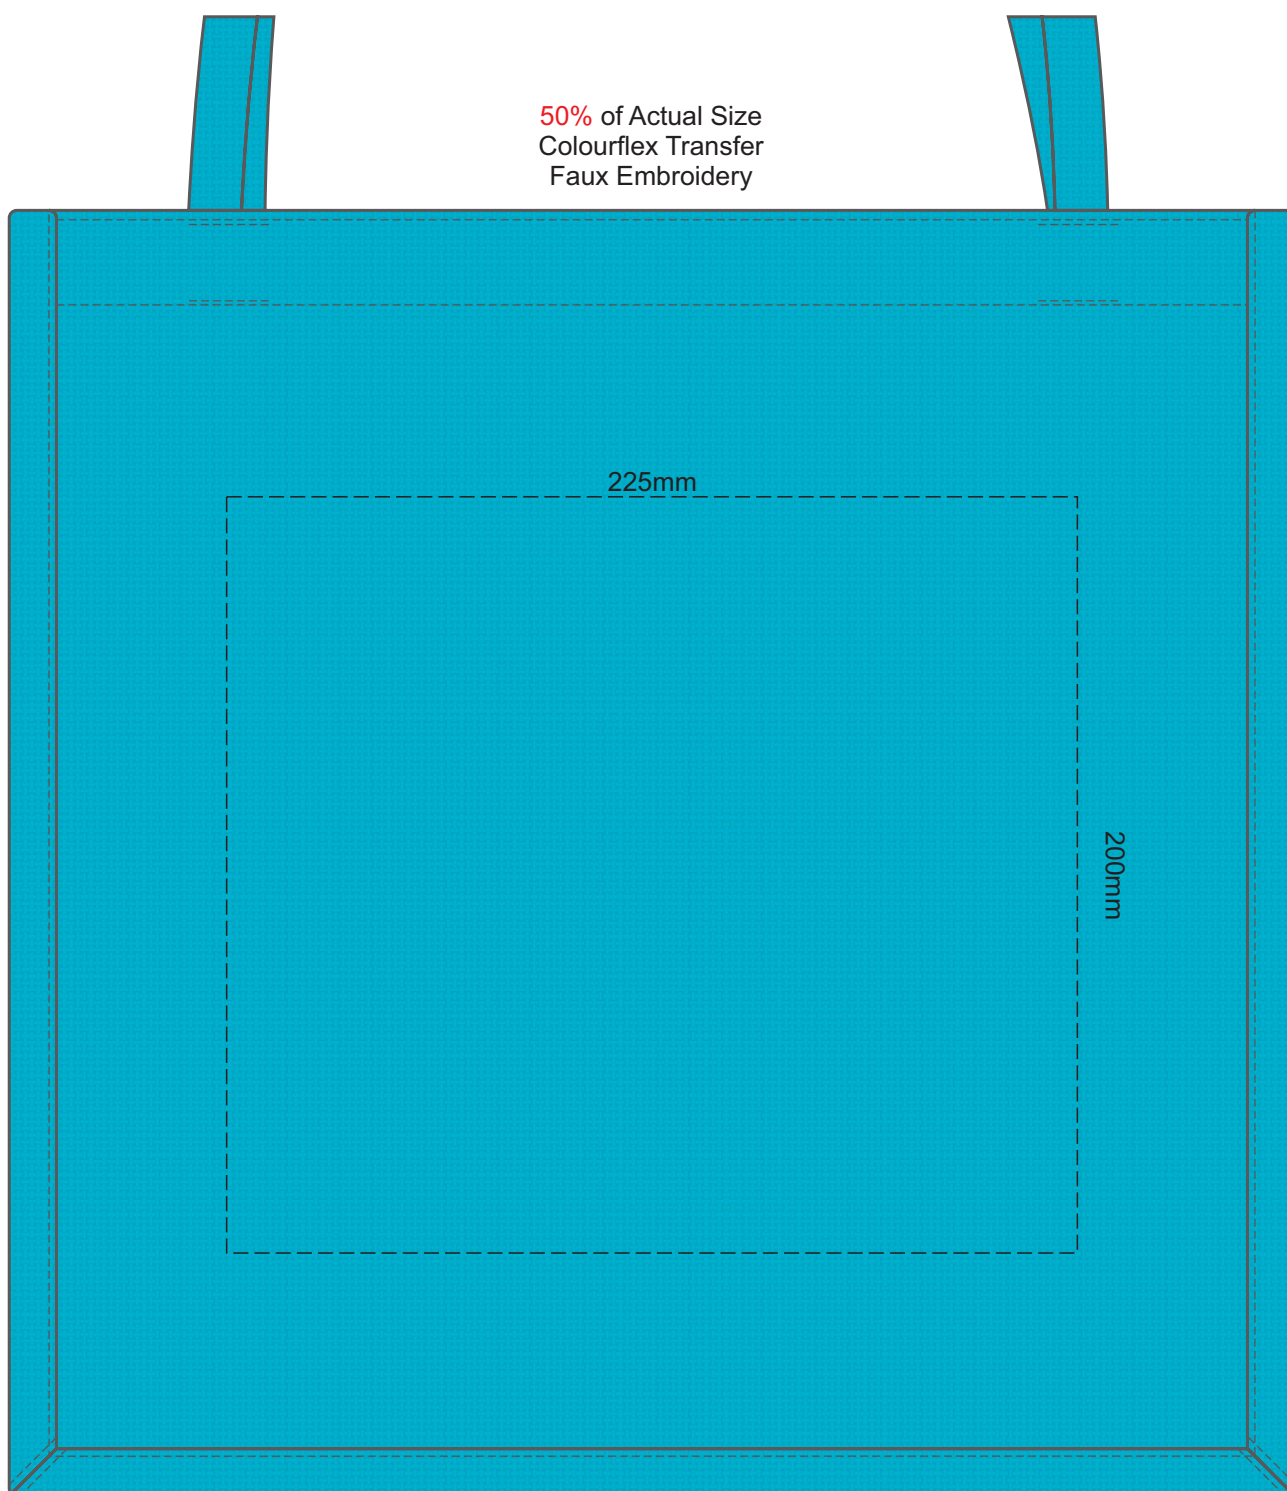 50% of Actual Size
Colourflex Transfer
Faux Embroidery
225mm
200mm